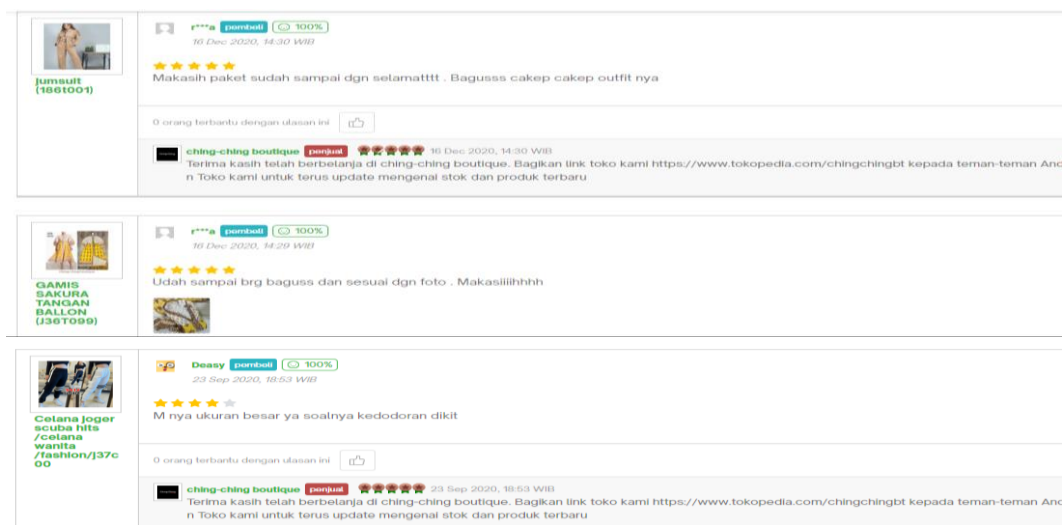 r***a pembeli 100%
16 Dec 2020, 14:30 WIB
Jumsuit
(186t001)
Makasih paket sudah sampai dgn selamatttt . Bagusss cakep cakep outfit nya
0 orang terbantu dengan ulasan ini
ching-ching boutique penjual 16 Dec 2020, 14:30 WIB
Terima kasih telah berbelanja di ching-ching boutique. Bagikan link toko kami https://www.tokopedia.com/chingchingbt kepada teman-teman And
n Toko kami untuk terus update mengenai stok dan produk terbaru
r***a pembeli 100%
16 Dec 2020, 14:29 WIB
GAMIS
SAKURA
TANGAN
BALLON
(J36T099)
Udah sampai brg baguss dan sesuai dgn foto . Makasiiiihhhh
Deasy pembeli 100%
23 Sep 2020, 18:53 WIB
Celana joger
scuba hits
/celana
wanita
/fashion/j37c
00
M nya ukuran besar ya soalnya kedodoran dikit
0 orang terbantu dengan ulasan ini
ching-ching boutique penjual 23 Sep 2020, 18:53 WIB
Terima kasih telah berbelanja di ching-ching boutique. Bagikan link toko kami https://www.tokopedia.com/chingchingbt kepada teman-teman And
n Toko kami untuk terus update mengenai stok dan produk terbaru